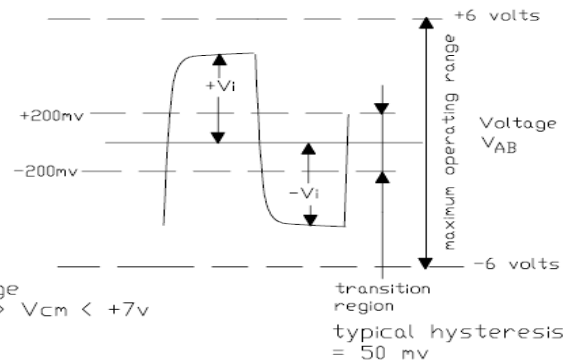 +6 volts
+Vi
+200mv
-200mv
-Vi
maximum operating range
Voltage
VAB
-6 volts
transition
region
Vcm < +7v
typical hysteresis
= 50 mv